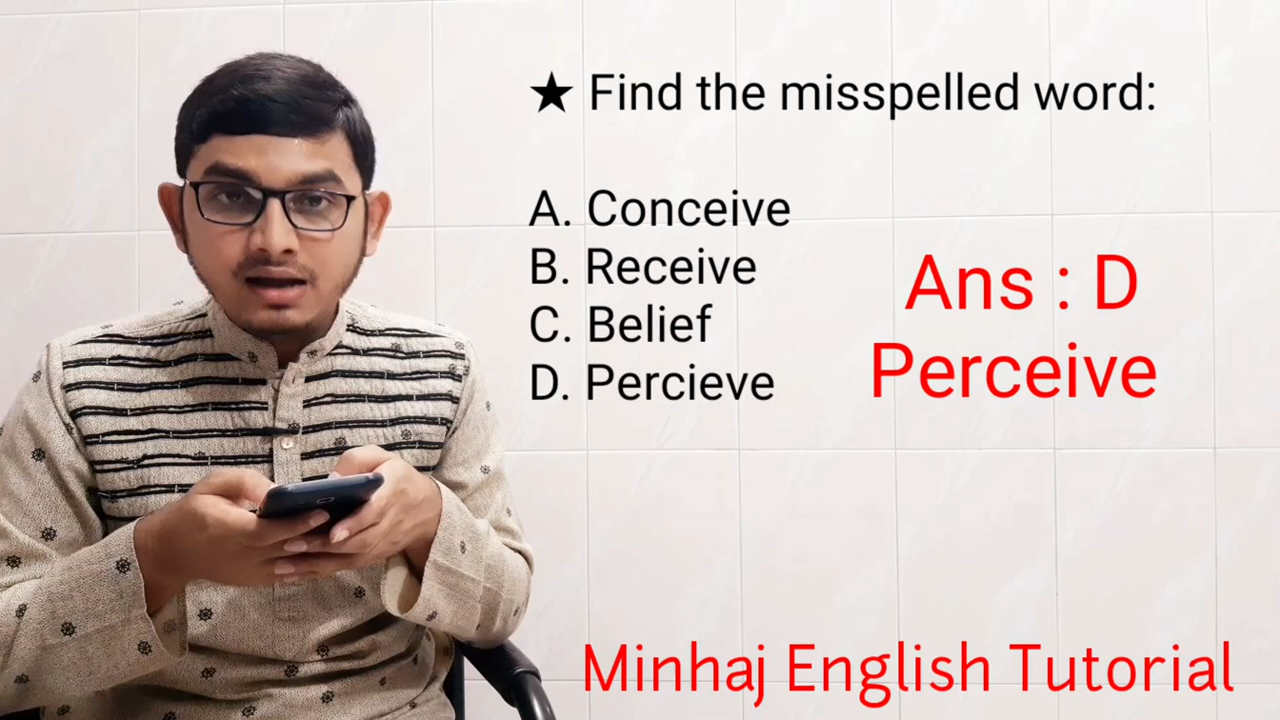 ★ Find the misspelled word:
A. Conceive
B. Receive
C. Belief
D. Percieve
Ans : D
Perceive
Minhaj English Tutorial